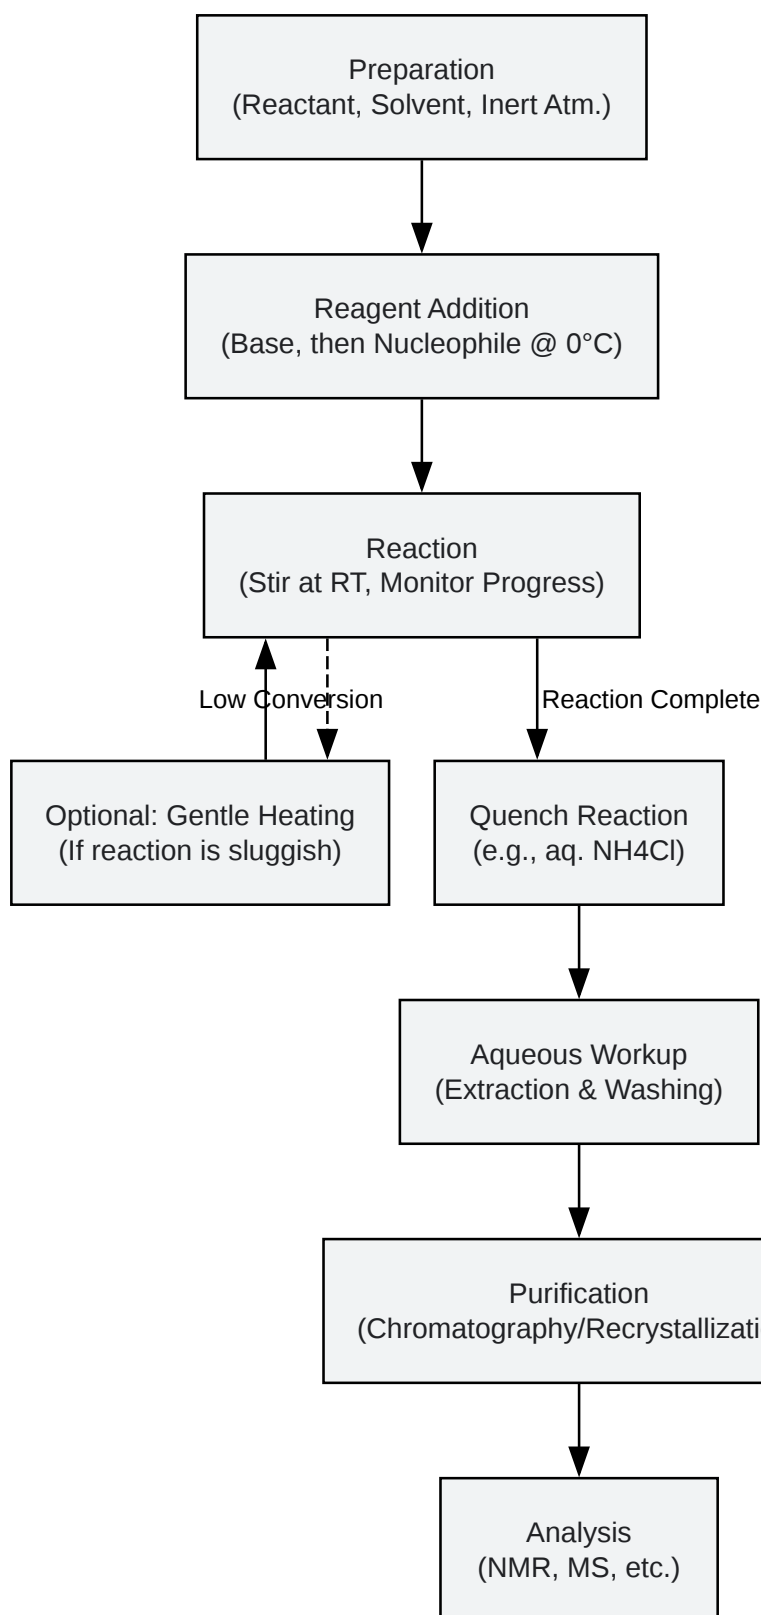 Preparation
(Reactant, Solvent, Inert Atm.)
Reagent Addition
(Base, then Nucleophile @ 0°C)
Reaction
(Stir at RT, Monitor Progress)
Low Conversion
Reaction Complete
Optional: Gentle Heating
(If reaction is sluggish)
Quench Reaction
(e.g., aq. NH4Cl)
Aqueous Workup
(Extraction & Washing)
Purification
(Chromatography/Recrystallizati
Analysis
(NMR, MS, etc.)